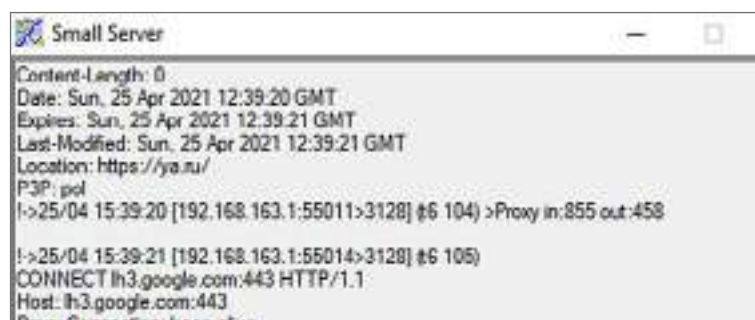 Small Server
Content-Length: 0
Date: Sun, 25 Apr 2021 12:39:20 GMT
Expires: Sun, 25 Apr 2021 12:39:21 GMT
Last-Modified: Sun, 25 Apr 2021 12:39:21 GMT
Location: https://ya.ru/
P3P: pol
!->25/04 15:39:20 [192.168.163.1:55011>3128] (t6 104) >Proxy in:855 out:458
!->25/04 15:39:21 [192.168.163.1:55014>3128] (t6 105)
CONNECT lh3.google.com:443 HTTP/1.1
Host: lh3.google.com:443